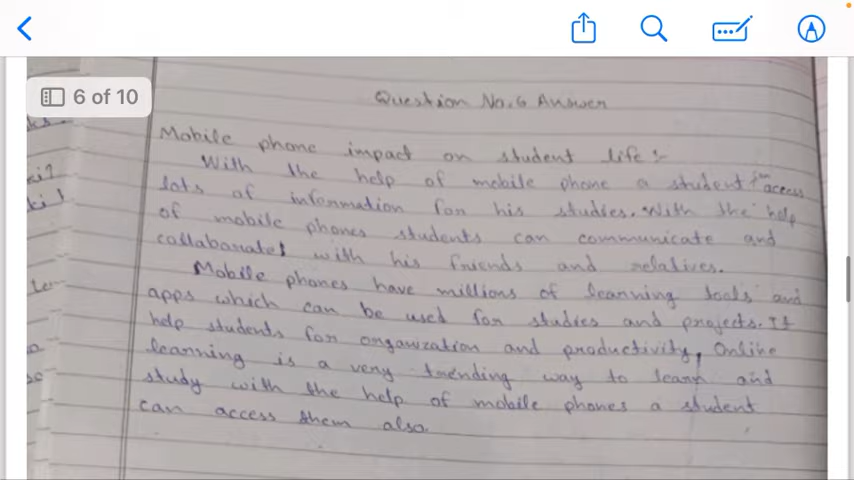 6 of 10
Question No.6 Answer
Mobile phone impact on student life :-
With the help of mobile phone a student can access
lots of information for his studies. With the help
of mobile phones students can communicate and
collabarates with his friends and relatives.
Mobile phones have millions of learning tools and
apps which can be used for studies and projects. It
help students for organization and productivity, Online
learning is a very trending way to learn and
study with the help of mobile phones a student
can access them also.